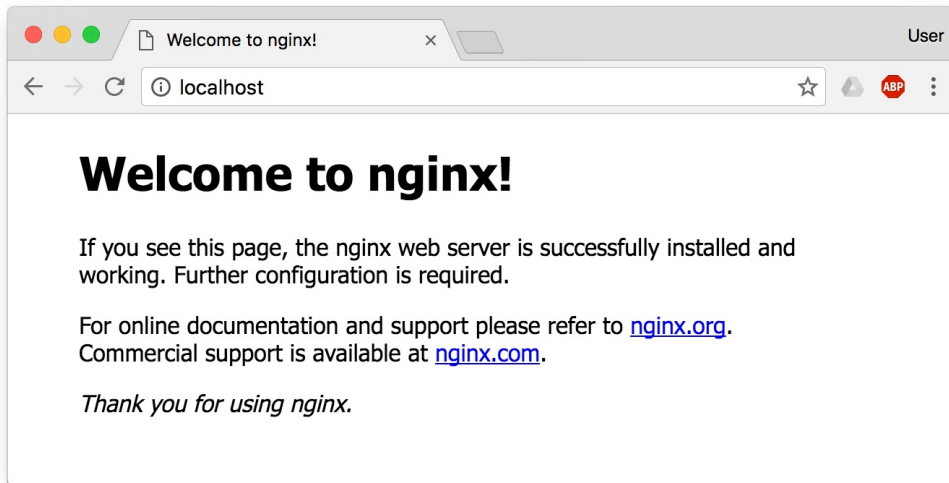 Welcome to nginx!
User
localhost
ABP
Welcome to nginx!
If you see this page, the nginx web server is successfully installed and
working. Further configuration is required.
For online documentation and support please refer to nginx.org.
Commercial support is available at nginx.com.
Thank you for using nginx.